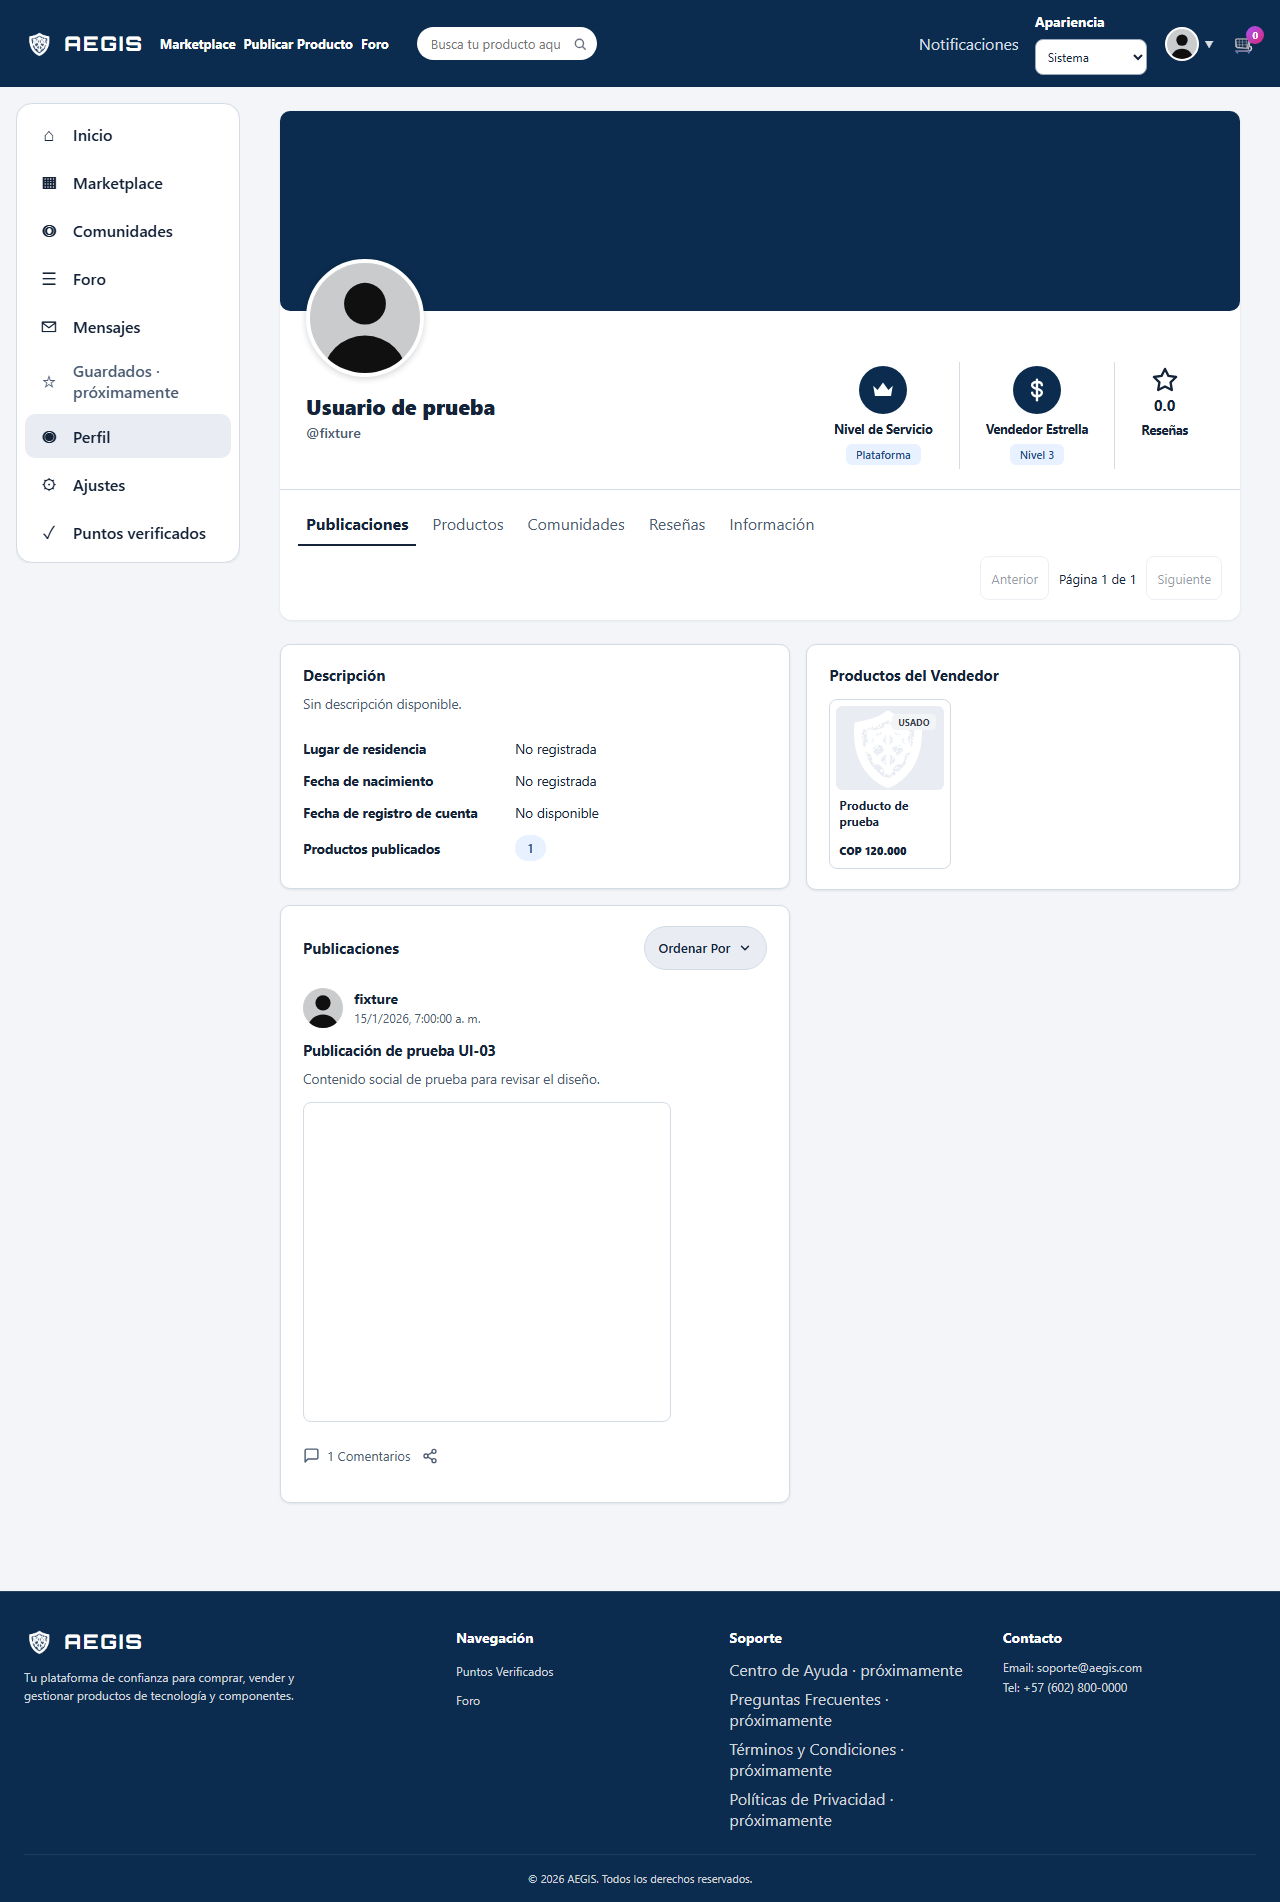 AEGIS
Marketplace Publicar Producto Foro
Busca tu producto aqu
Notificaciones
Apariencia
Sistema
0
Inicio
Marketplace
Comunidades
Foro
Mensajes
Guardados ·
próximamente
Perfil
Ajustes
Puntos verificados
Usuario de prueba
@fixture
Nivel de Servicio
Plataforma
Vendedor Estrella
Nivel 3
0.0
Reseñas
Publicaciones Productos Comunidades Reseñas Información
Anterior Página 1 de 1 Siguiente
Descripción
Sin descripción disponible.
Lugar de residencia No registrada
Fecha de nacimiento No registrada
Fecha de registro de cuenta No disponible
Productos publicados 1
Productos del Vendedor
USADO
Producto de
prueba
COP 120.000
Publicaciones
Ordenar Por
fixture
15/1/2026, 7:00:00 a. m.
Publicación de prueba UI-03
Contenido social de prueba para revisar el diseño.
1 Comentarios
AEGIS
Tu plataforma de confianza para comprar, vender y
gestionar productos de tecnología y componentes.
Navegación
Puntos Verificados
Foro
Soporte
Centro de Ayuda · próximamente
Preguntas Frecuentes ·
próximamente
Términos y Condiciones ·
próximamente
Políticas de Privacidad ·
próximamente
Contacto
Email: soporte@aegis.com
Tel: +57 (602) 800-0000
© 2026 AEGIS. Todos los derechos reservados.